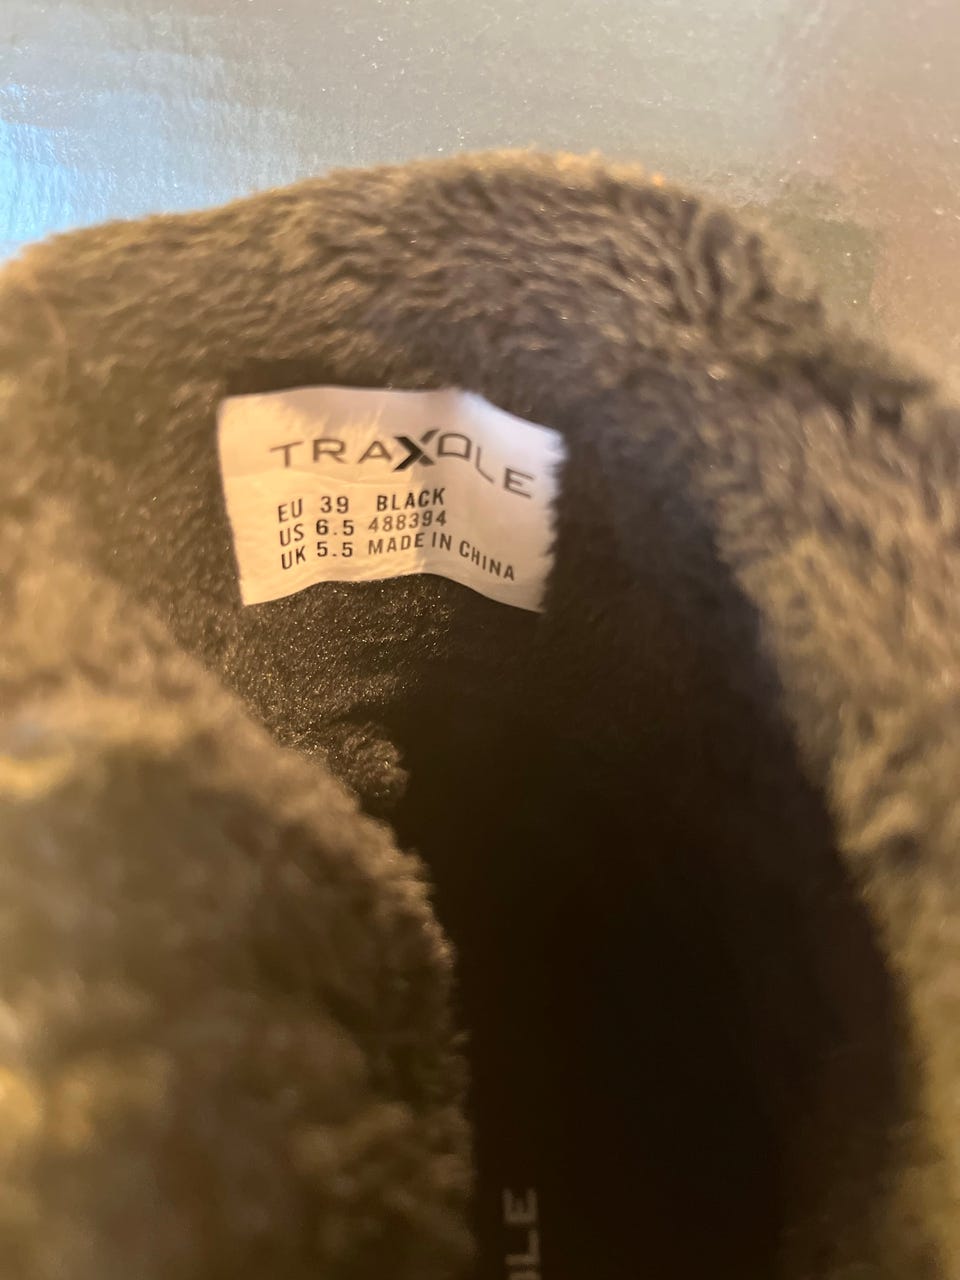 TRAXOLE
EU 39 BLACK
US 6.5 488394
UK 5.5 MADE IN CHINA